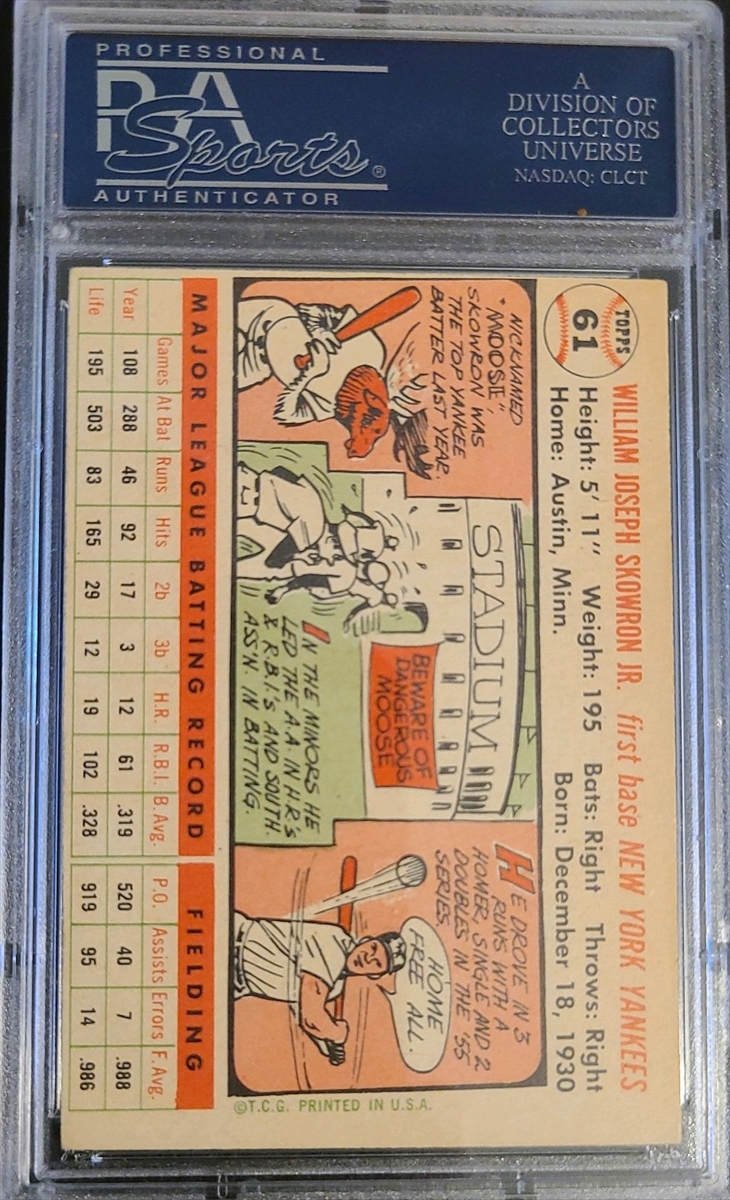 PROFESSIONAL
PSA
Sports®
AUTHENTICATOR
A
DIVISION OF
COLLECTORS
UNIVERSE
NASDAQ: CLCT
TOPPS
61
WILLIAM JOSEPH SKOWRON JR. first base NEW YORK YANKEES
Height: 5' 11" Weight: 195 Bats: Right Throws: Right
Home: Austin, Minn. Born: December 18, 1930
NICKNAMED
"MOOSE,"
SKOWRON WAS
THE TOP YANKEE
BATTER LAST YEAR.
STADIUM
BEWARE OF
DANGEROUS
MOOSE
IN THE MINORS HE
LED THE A.A. IN H.R.'S
& R.B.I.'S AND SOUTH.
ASS'N. IN BATTING.
HE DROVE IN 3
RUNS WITH A
HOMER, SINGLE AND 2
DOUBLES IN THE '55
SERIES.
HOME
FREE ALL.
©T.C.G. PRINTED IN U.S.A.
MAJOR LEAGUE BATTING RECORD FIELDING
Games At Bat Runs Hits 2b 3b H.R. R.B.I. B. Avg. P.O. Assists Errors F. Avg.
Year 108 288 46 92 17 3 12 61 .319 520 40 7 .988
Life 195 503 83 165 29 12 19 102 .328 919 95 14 .986